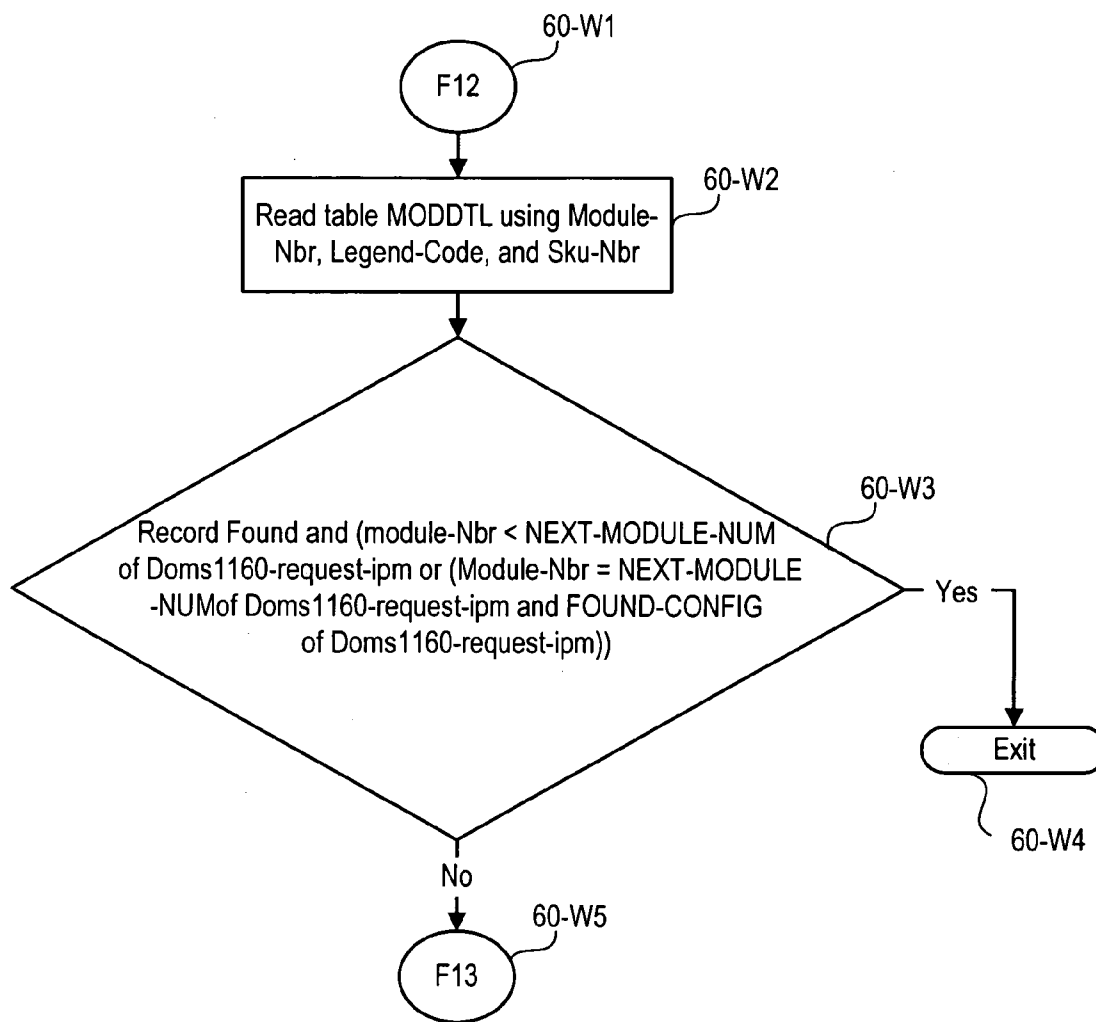 60-W1
F12
60-W2
Read table MODDTL using Module-
Nbr, Legend-Code, and Sku-Nbr
60-W3
Record Found and (module-Nbr < NEXT-MODULE-NUM
of Doms1160-request-ipm or (Module-Nbr = NEXT-MODULE
-NUMof Doms1160-request-ipm and FOUND-CONFIG
of Doms1160-request-ipm))
Yes
Exit
60-W4
No
60-W5
F13